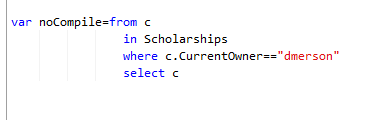 var noCompile=from c
in Scholarships
where c.CurrentOwner=="dmerson"
select c